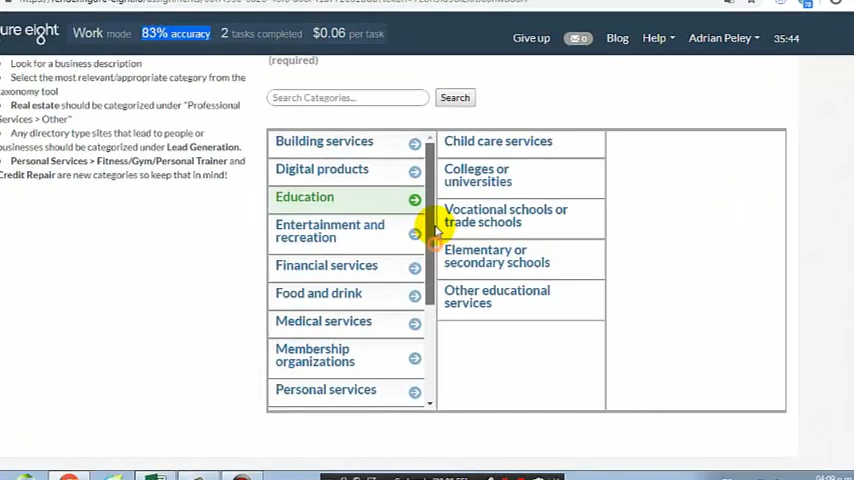 ure eight Work mode 83% accuracy 2 tasks completed $0.06 per task Give up Blog Help Adrian Peley 35:44
Look for a business description
Select the most relevant/appropriate category from the
axonomy tool
Real estate should be categorized under "Professional
Services > Other"
Any directory type sites that lead to people or
businesses should be categorized under Lead Generation.
Personal Services > Fitness/Gym/Personal Trainer and
Credit Repair are new categories so keep that in mind!
(required)
Search Categories... Search
Building services
Digital products
Education
Entertainment and
recreation
Financial services
Food and drink
Medical services
Membership
organizations
Personal services
Child care services
Colleges or
universities
Vocational schools or
trade schools
Elementary or
secondary schools
Other educational
services